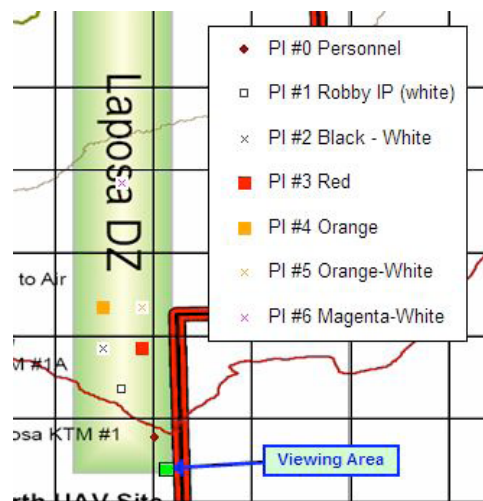 PI #0 Personnel
PI #1 Robby IP (white)
PI #2 Black - White
PI #3 Red
PI #4 Orange
PI #5 Orange-White
PI #6 Magenta-White
Laposa DZ
to Air
M #1A
osa KTM #1
Viewing Area
rth UAV Site